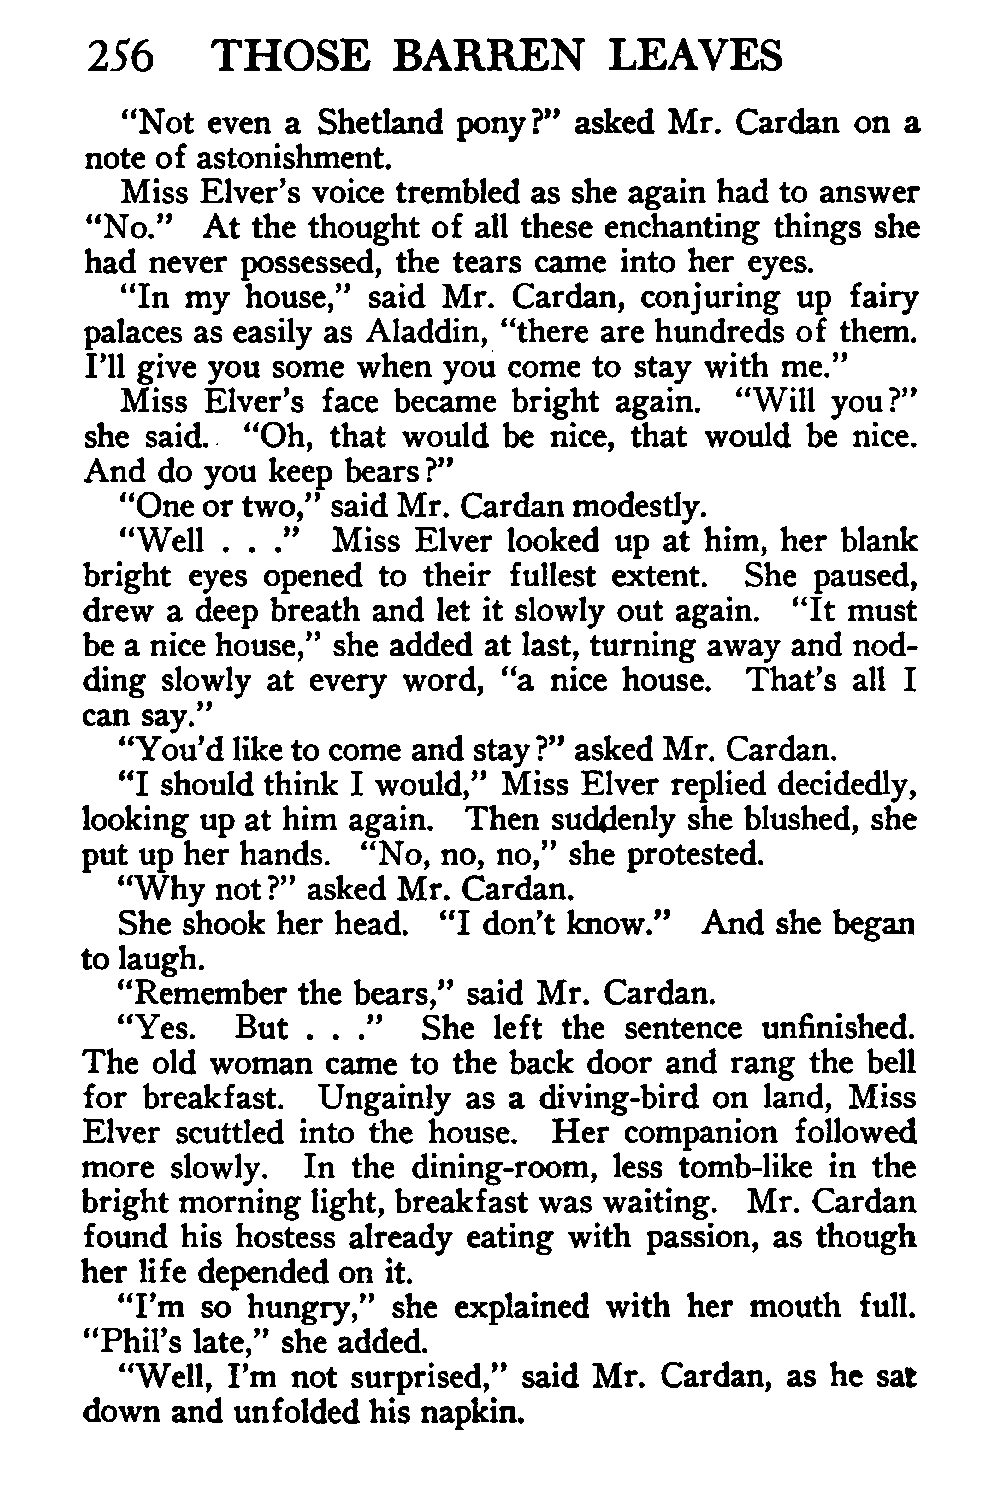 256 THOSE BARREN LEAVES
“Not even a Shetland pony?” asked Mr. Cardan on a
note of astonishment.
Miss Elver’s voice trembled as she again had to answer
“No.” At the thought of all these enchanting things she
had never possessed, the tears came into her eyes.
“In my house,” said Mr. Cardan, conjuring up fairy
palaces as easily as Aladdin, “there are hundreds of them.
I’ll give you some when you come to stay with me.”
Miss Elver’s face became bright again. “Will you?”
she said. “Oh, that would be nice, that would be nice.
And do you keep bears?”
“One or two,” said Mr. Cardan modestly.
“Well . . .” Miss Elver looked up at him, her blank
bright eyes opened to their fullest extent. She paused,
drew a deep breath and let it slowly out again. “It must
be a nice house,” she added at last, turning away and nod-
ding slowly at every word, “a nice house. That’s all I
can say.”
“You’d like to come and stay?” asked Mr. Cardan.
“I should think I would,” Miss Elver replied decidedly,
looking up at him again. Then suddenly she blushed, she
put up her hands. “No, no, no,” she protested.
“Why not?” asked Mr. Cardan.
She shook her head. “I don’t know.” And she began
to laugh.
“Remember the bears,” said Mr. Cardan.
“Yes. But . . .” She left the sentence unfinished.
The old woman came to the back door and rang the bell
for breakfast. Ungainly as a diving-bird on land, Miss
Elver scuttled into the house. Her companion followed
more slowly. In the dining-room, less tomb-like in the
bright morning light, breakfast was waiting. Mr. Cardan
found his hostess already eating with passion, as though
her life depended on it.
“I’m so hungry,” she explained with her mouth full.
“Phil’s late,” she added.
“Well, I’m not surprised,” said Mr. Cardan, as he sat
down and unfolded his napkin.